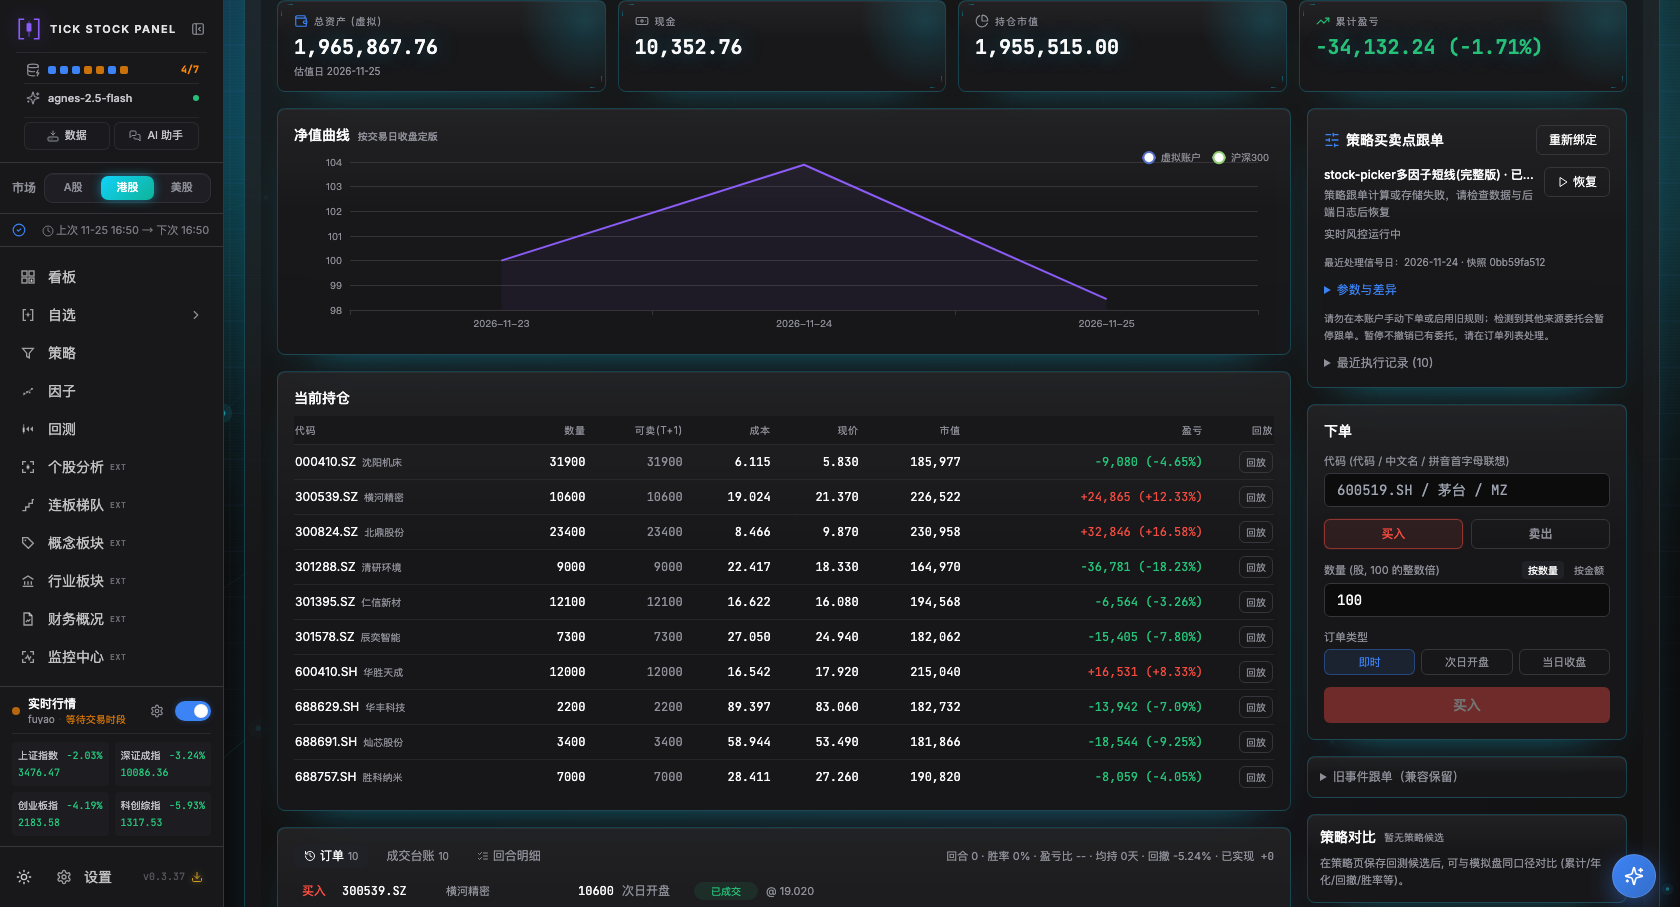 TICK STOCK PANEL
4/7
agnes-2.5-flash
数据
AI 助手
市场
A股
港股
美股
上次 11-25 16:50 → 下次 16:50
看板
自选
策略
因子
回测
个股分析 EXT
连板梯队 EXT
概念板块 EXT
行业板块 EXT
财务概况 EXT
监控中心 EXT
实时行情
fuyao · 等待交易时段
上证指数 -2.03%
3476.47
深证成指 -3.24%
10086.36
创业板指 -4.19%
2183.58
科创综指 -5.93%
1317.53
设置
v0.3.37
总资产 (虚拟)
1,965,867.76
估值日 2026-11-25
现金
10,352.76
持仓市值
1,955,515.00
累计盈亏
-34,132.24 (-1.71%)
净值曲线 按交易日收盘定版
虚拟账户
沪深300
104
103
102
101
100
99
98
2026-11-23
2026-11-24
2026-11-25
当前持仓
代码 数量 可卖(T+1) 成本 现价 市值 盈亏 回放
000410.SZ 沈阳机床 31900 31900 6.115 5.830 185,977 -9,080 (-4.65%) 回放
300539.SZ 横河精密 10600 10600 19.024 21.370 226,522 +24,865 (+12.33%) 回放
300824.SZ 北鼎股份 23400 23400 8.466 9.870 230,958 +32,846 (+16.58%) 回放
301288.SZ 清研环境 9000 9000 22.417 18.330 164,970 -36,781 (-18.23%) 回放
301395.SZ 仁信新材 12100 12100 16.622 16.080 194,568 -6,564 (-3.26%) 回放
301578.SZ 辰奕智能 7300 7300 27.050 24.940 182,062 -15,405 (-7.80%) 回放
600410.SH 华胜天成 12000 12000 16.542 17.920 215,040 +16,531 (+8.33%) 回放
688629.SH 华丰科技 2200 2200 89.397 83.060 182,732 -13,942 (-7.09%) 回放
688691.SH 灿芯股份 3400 3400 58.944 53.490 181,866 -18,544 (-9.25%) 回放
688757.SH 胜科纳米 7000 7000 28.411 27.260 190,820 -8,059 (-4.05%) 回放
订单 10
成交台账 10
回合明细
回合 0 · 胜率 0% · 盈亏比 -- · 均持 0天 · 回撤 -5.24% · 已实现 +0
买入 300539.SZ 横河精密 10600 次日开盘 已成交 @ 19.020
策略买卖点跟单
重新绑定
stock-picker多因子短线(完整版) · 已...
恢复
策略跟单计算或存储失败，请检查数据与后
端日志后恢复
实时风控运行中
最近处理信号日：2026-11-24 · 快照 0bb59fa512
参数与差异
请勿在本账户手动下单或启用旧规则；检测到其他来源委托会暂
停跟单。暂停不撤销已有委托，请在订单列表处理。
最近执行记录 (10)
下单
代码 (代码 / 中文名 / 拼音首字母联想)
600519.SH / 茅台 / MZ
买入
卖出
数量 (股, 100 的整数倍)
按数量
按金额
100
订单类型
即时
次日开盘
当日收盘
买入
旧事件跟单（兼容保留）
策略对比 暂无策略候选
在策略页保存回测候选后, 可与模拟盘同口径对比 (累计/年
化/回撤/胜率等)。